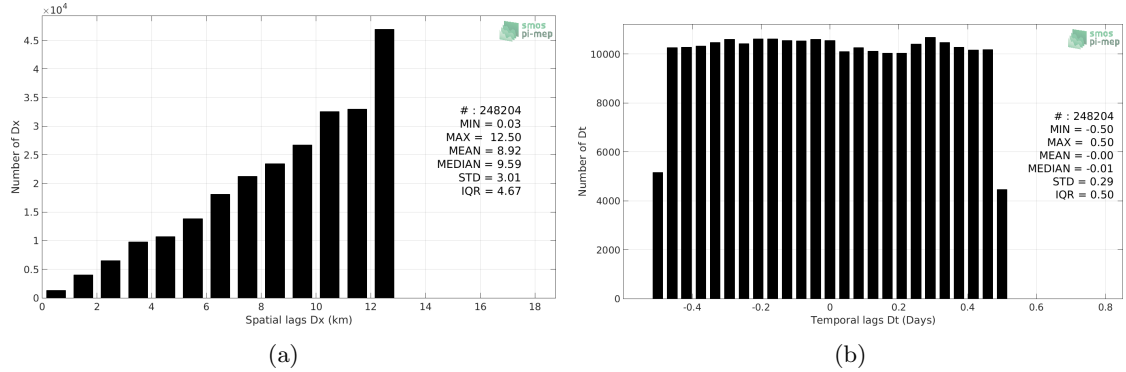 ×10⁴
4.5
4
3.5
3
2.5
2
1.5
1
0.5
0
0 2 4 6 8 10 12 14 16 18
Number of Dx
Spatial lags Dx (km)
smos
pi-mep
# : 248204
MIN = 0.03
MAX = 12.50
MEAN = 8.92
MEDIAN = 9.59
STD = 3.01
IQR = 4.67
(a)
10000
8000
6000
4000
2000
0
-0.4 -0.2 0 0.2 0.4 0.6 0.8
Number of Dt
Temporal lags Dt (Days)
smos
pi-mep
# : 248204
MIN = -0.50
MAX = 0.50
MEAN = -0.00
MEDIAN = -0.01
STD = 0.29
IQR = 0.50
(b)